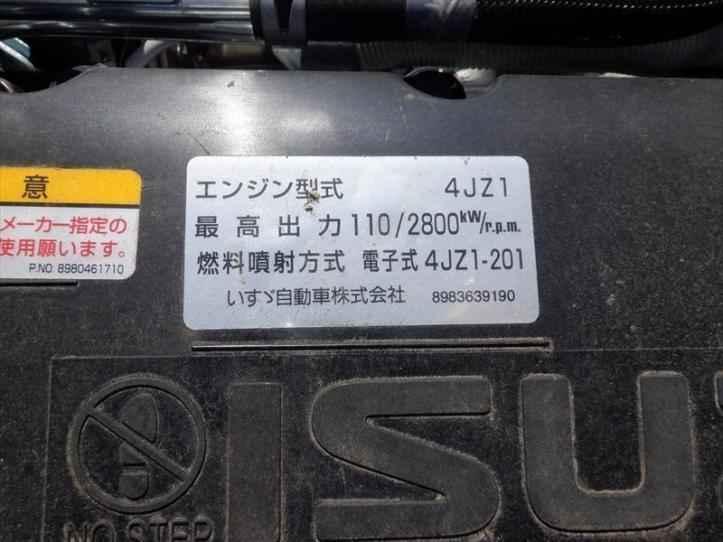 意
メーカー指定の
使用願います。
P.NO. 8980461710
エンジン型式 4JZ1
最高出力 110/2800kW/r.p.m.
燃料噴射方式 電子式 4JZ1-201
いすゞ自動車株式会社 8983639190
ISU
NO STEP